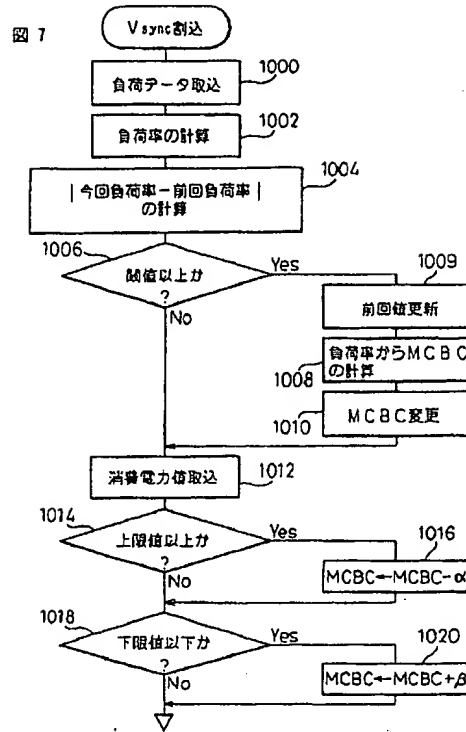 図 7
Vsync割込
1000
負荷データ取込
1002
負荷率の計算
1004
|今回負荷率－前回負荷率|
の計算
1006
閾値以上か
?
Yes
No
1009
前回値更新
負荷率からMCBC
の計算
1008
MCBC変更
1010
消費電力値取込
1012
1014
上限値以上か
?
Yes
No
1016
MCBC←MCBC-α
1018
下限値以下か
?
Yes
No
1020
MCBC←MCBC+β